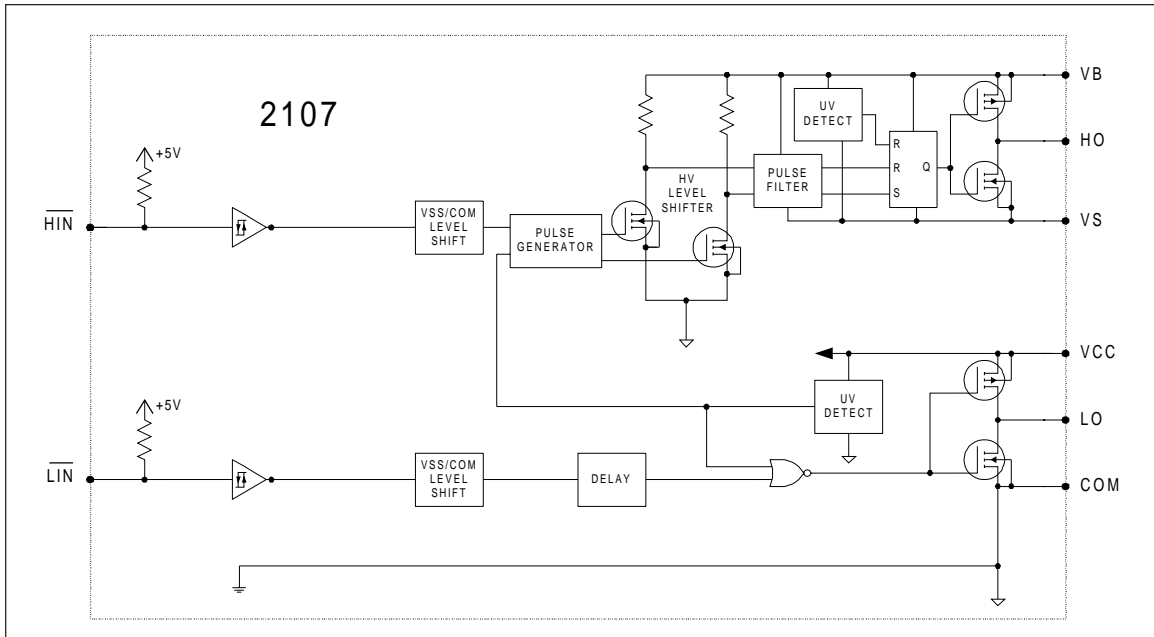 2107
VB
UV
DETECT
+5V
R
HO
R
Q
PULSE
FILTER
S
HV
LEVEL
SHIFTER
HIN
VSS/COM
LEVEL
SHIFT
PULSE
GENERATOR
VS
VCC
UV
DETECT
+5V
LO
LIN
VSS/COM
LEVEL
SHIFT
DELAY
COM